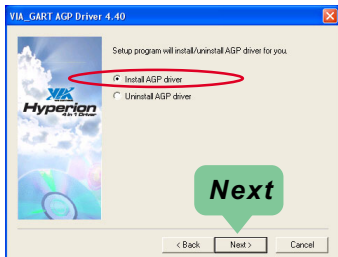 VIA_GART AGP Driver 4.40
Setup program will install/uninstall AGP driver for you.
Install AGP driver
Uninstall AGP driver
VIA
Hyperion
4 in 1 Driver
Next
< Back
Next >
Cancel